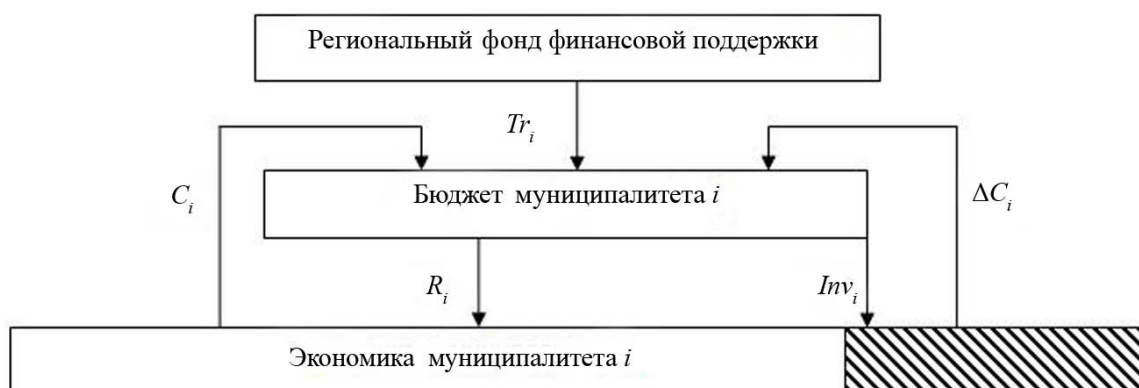 Региональный фонд финансовой поддержки
Tr_i
C_i
Бюджет муниципалитета i
ΔC_i
R_i
Inv_i
Экономика муниципалитета i